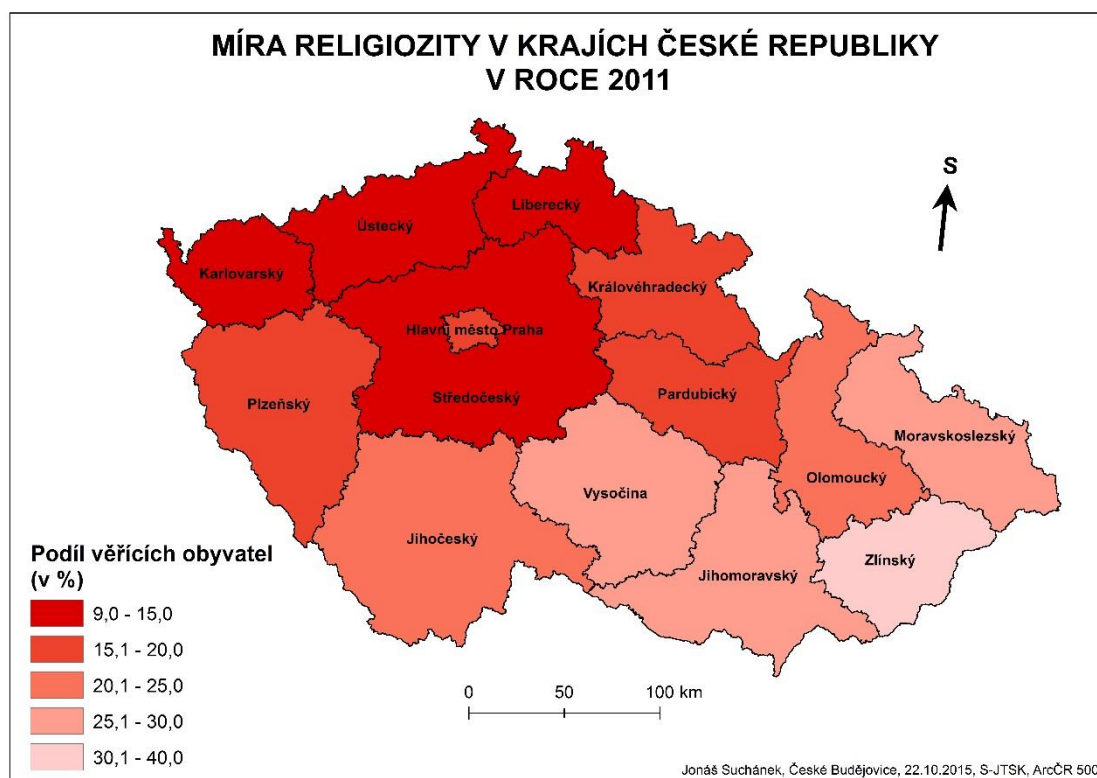 MÍRA RELIGIOZITY V KRAJÍCH ČESKÉ REPUBLIKY
V ROCE 2011
S
Liberecký
Ústecký
Karlovarský
Královéhradecký
Hlavní město Praha
Středočeský
Pardubický
Plzeňský
Moravskoslezský
Olomoucký
Vysočina
Jihočeský
Zlínský
Jihomoravský
Podíl věřících obyvatel
(v %)
9,0 - 15,0
15,1 - 20,0
20,1 - 25,0
25,1 - 30,0
30,1 - 40,0
0 50 100 km
Jonáš Suchánek, České Budějovice, 22.10.2015, S-JTSK, ArcČR 500